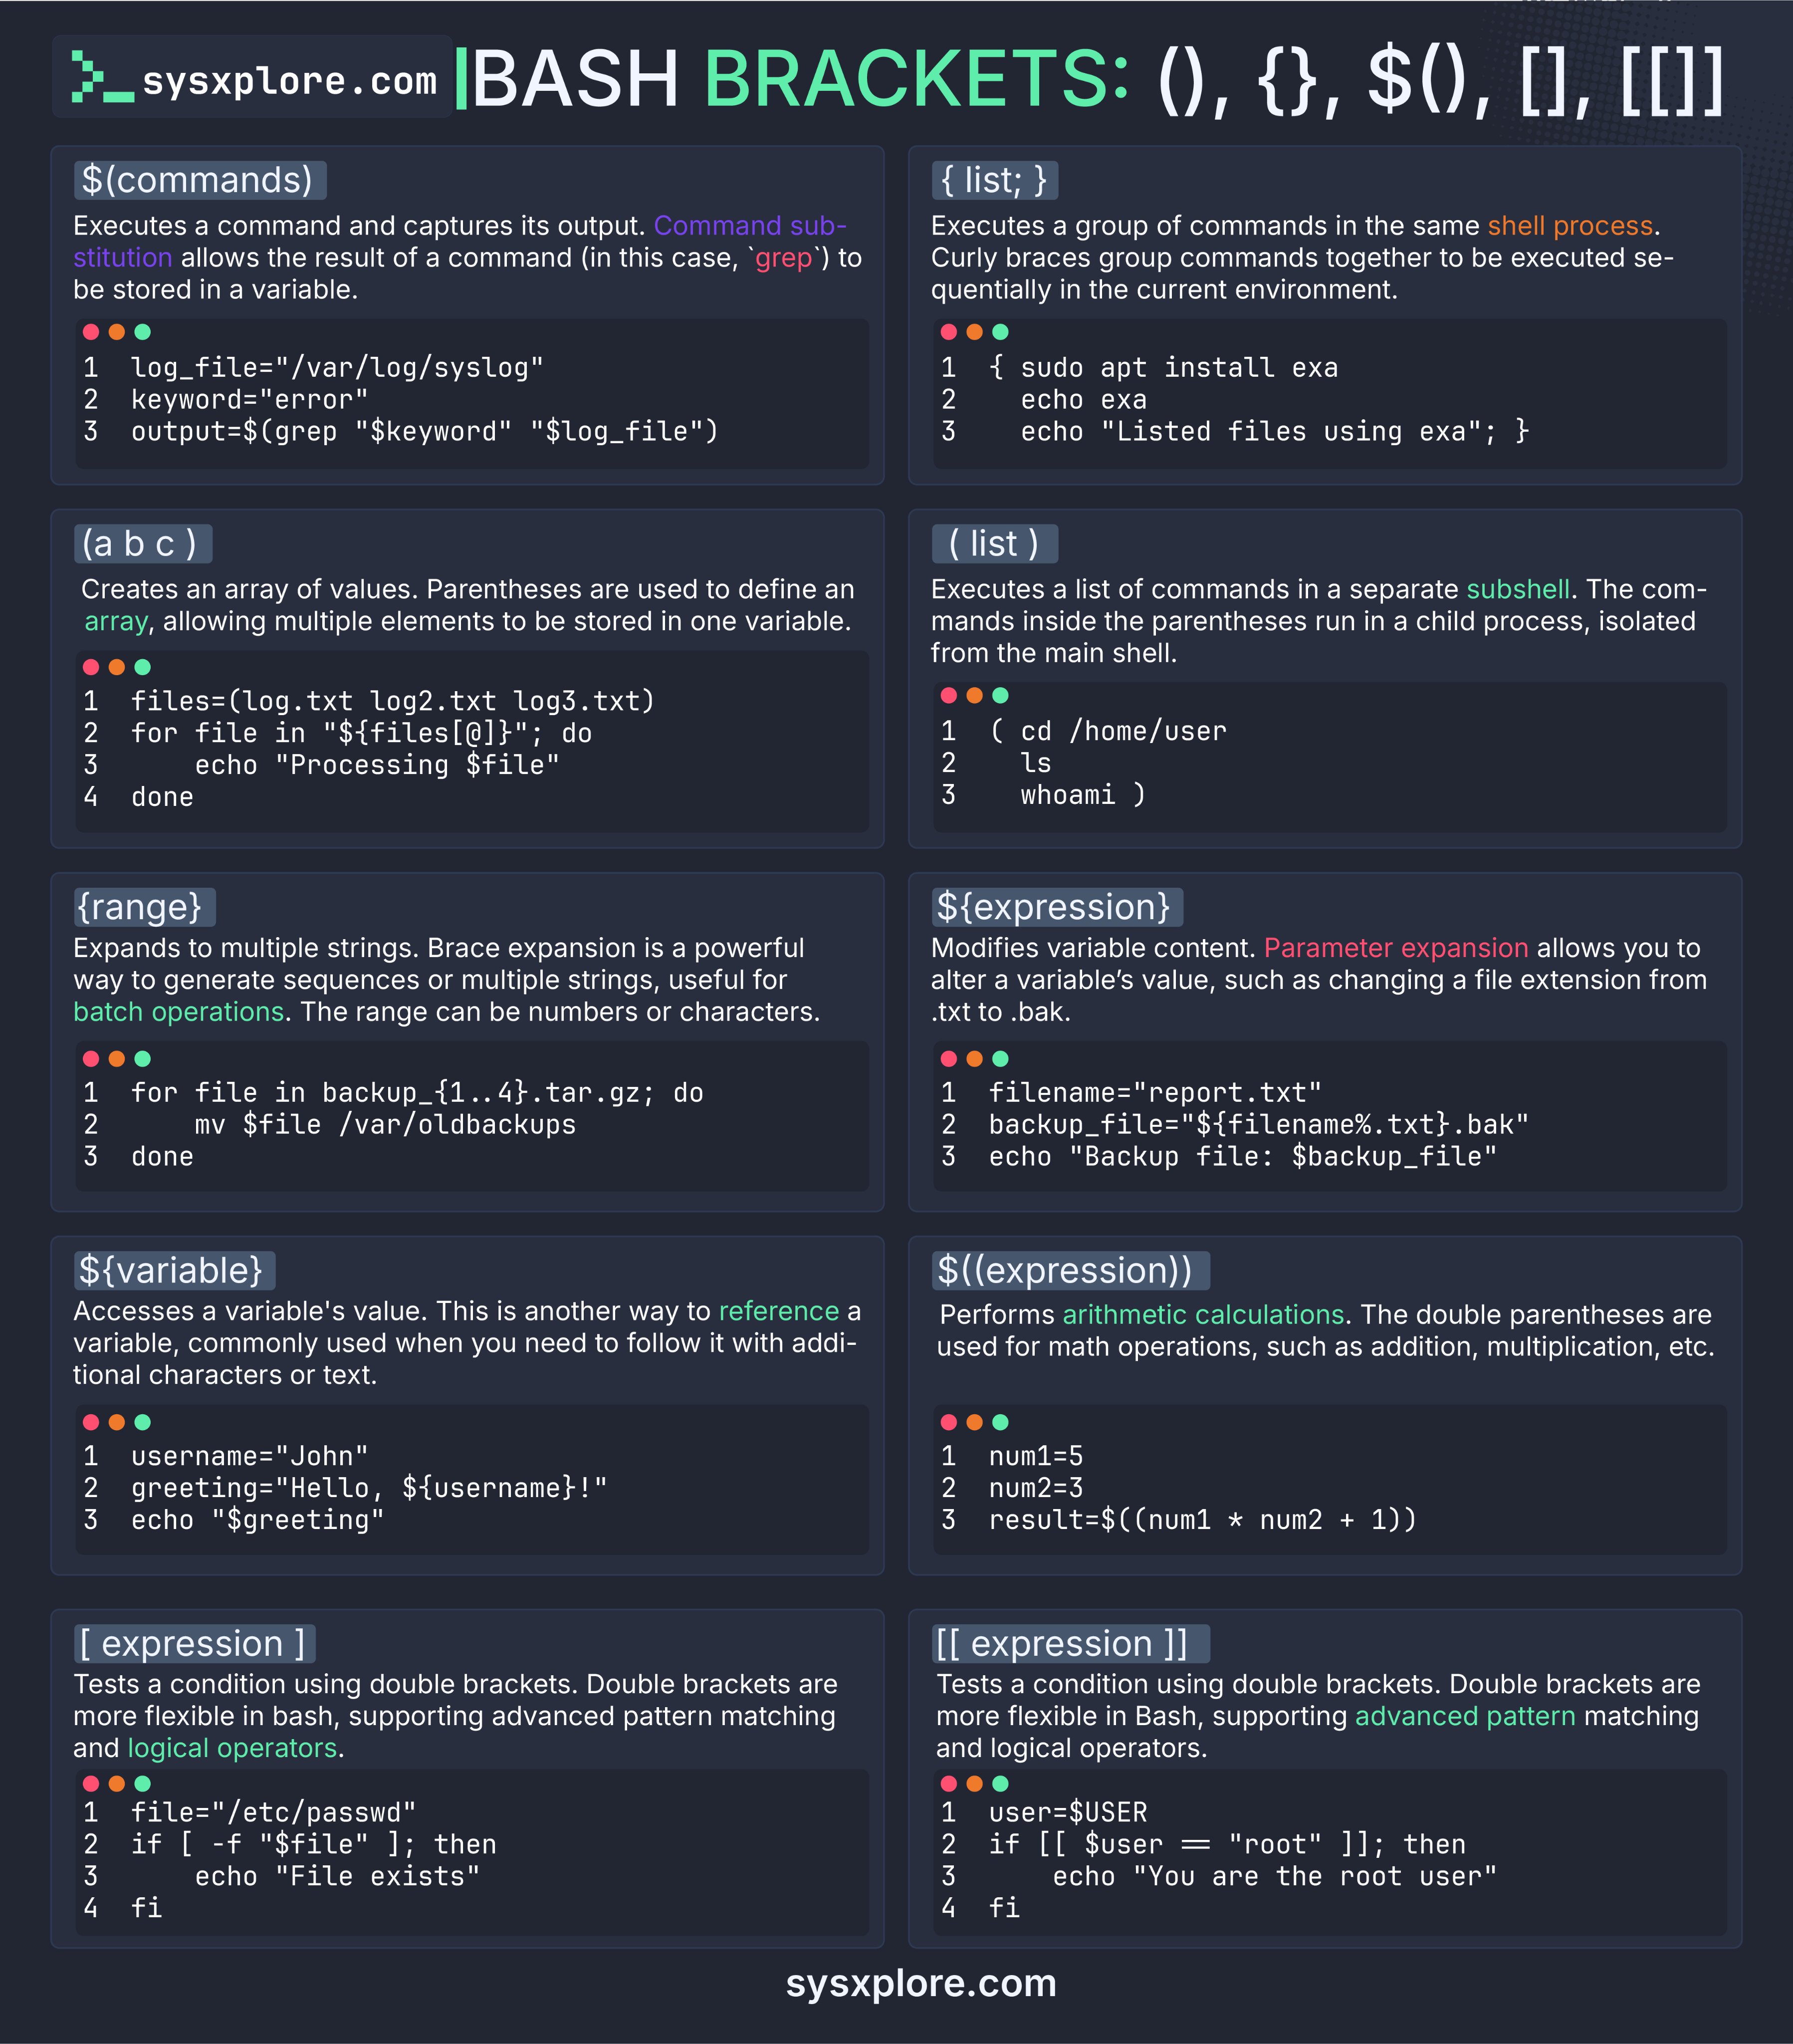 sysxplore.com
BASH BRACKETS: (), {}, $(), [], [[]]
$(commands)
Executes a command and captures its output. Command sub-
stitution allows the result of a command (in this case, `grep`) to
be stored in a variable.
1 log_file="/var/log/syslog"
2 keyword="error"
3 output=$(grep "$keyword" "$log_file")
{ list; }
Executes a group of commands in the same shell process.
Curly braces group commands together to be executed se-
quentially in the current environment.
1 { sudo apt install exa
2   echo exa
3   echo "Listed files using exa"; }
(a b c )
Creates an array of values. Parentheses are used to define an
array, allowing multiple elements to be stored in one variable.
1 files=(log.txt log2.txt log3.txt)
2 for file in "${files[@]}"; do
3     echo "Processing $file"
4 done
( list )
Executes a list of commands in a separate subshell. The com-
mands inside the parentheses run in a child process, isolated
from the main shell.
1 ( cd /home/user
2   ls
3   whoami )
{range}
Expands to multiple strings. Brace expansion is a powerful
way to generate sequences or multiple strings, useful for
batch operations. The range can be numbers or characters.
1 for file in backup_{1..4}.tar.gz; do
2     mv $file /var/oldbackups
3 done
${expression}
Modifies variable content. Parameter expansion allows you to
alter a variable’s value, such as changing a file extension from
.txt to .bak.
1 filename="report.txt"
2 backup_file="${filename%.txt}.bak"
3 echo "Backup file: $backup_file"
${variable}
Accesses a variable's value. This is another way to reference a
variable, commonly used when you need to follow it with addi-
tional characters or text.
1 username="John"
2 greeting="Hello, ${username}!"
3 echo "$greeting"
$((expression))
Performs arithmetic calculations. The double parentheses are
used for math operations, such as addition, multiplication, etc.
1 num1=5
2 num2=3
3 result=$((num1 * num2 + 1))
[ expression ]
Tests a condition using double brackets. Double brackets are
more flexible in bash, supporting advanced pattern matching
and logical operators.
1 file="/etc/passwd"
2 if [ -f "$file" ]; then
3     echo "File exists"
4 fi
[[ expression ]]
Tests a condition using double brackets. Double brackets are
more flexible in Bash, supporting advanced pattern matching
and logical operators.
1 user=$USER
2 if [[ $user == "root" ]]; then
3     echo "You are the root user"
4 fi
sysxplore.com